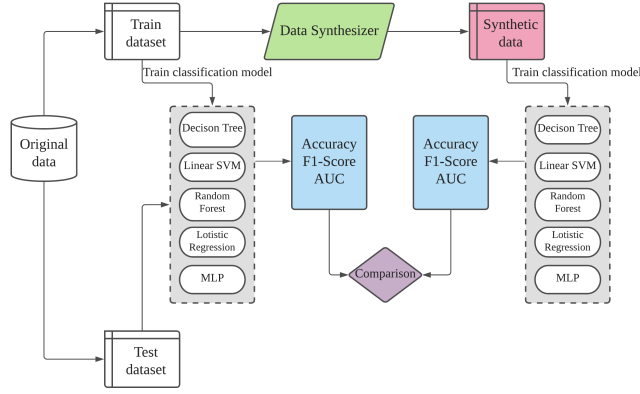 Train
dataset
Data Synthesizer
Synthetic
data
Train classification model
Train classification model
Original
data
Decison Tree
Linear SVM
Random
Forest
Lotistic
Regression
MLP
Accuracy
F1-Score
AUC
Accuracy
F1-Score
AUC
Decison Tree
Linear SVM
Random
Forest
Lotistic
Regression
MLP
Comparison
Test
dataset